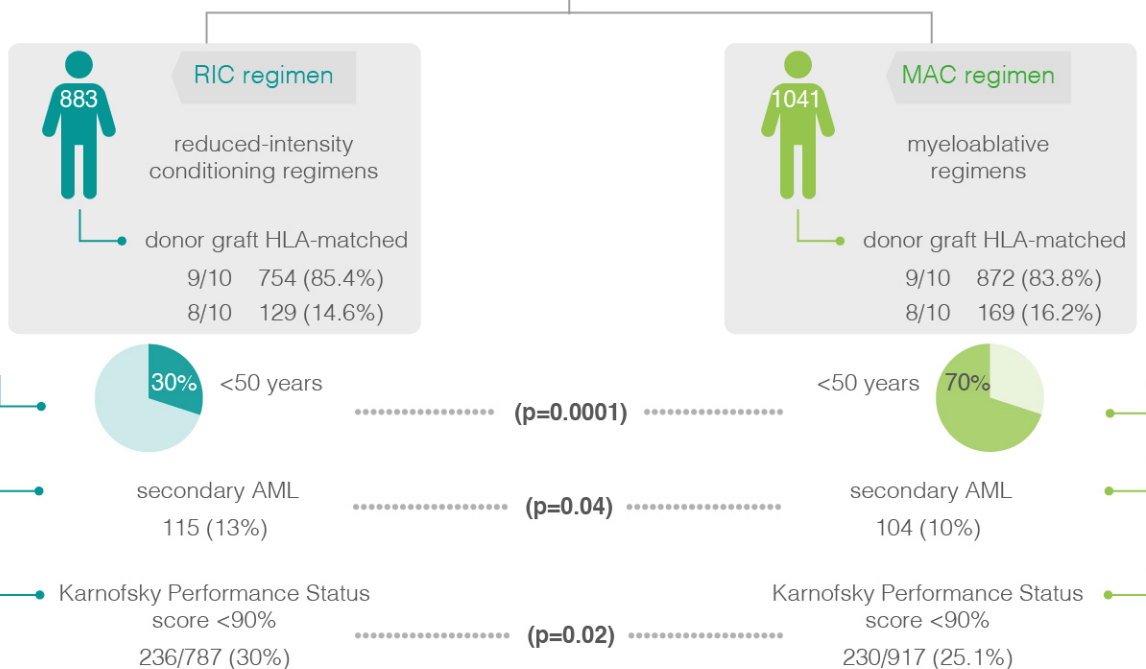 883
RIC regimen
reduced-intensity
conditioning regimens
donor graft HLA-matched
9/10 754 (85.4%)
8/10 129 (14.6%)
1041
MAC regimen
myeloablative
regimens
donor graft HLA-matched
9/10 872 (83.8%)
8/10 169 (16.2%)
30% <50 years
(p=0.0001)
<50 years 70%
secondary AML
115 (13%)
(p=0.04)
secondary AML
104 (10%)
Karnofsky Performance Status
score <90%
236/787 (30%)
(p=0.02)
Karnofsky Performance Status
score <90%
230/917 (25.1%)